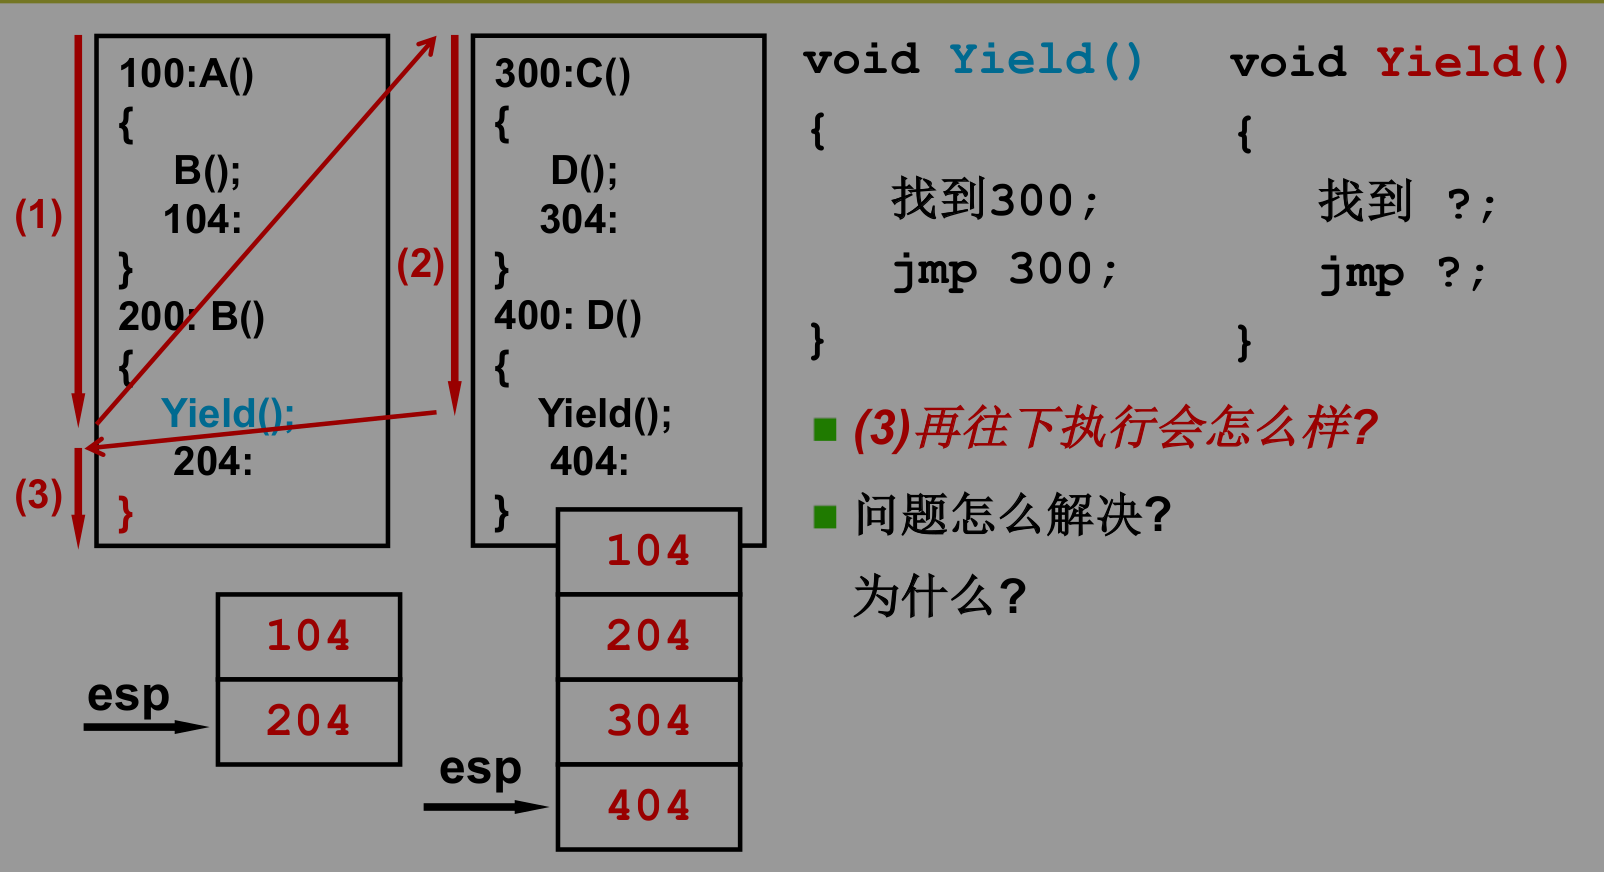 (1)
100:A()
{
B();
104:
}
200: B()
{
Yield();
204:
}
(3)
(2)
300:C()
{
D();
304:
}
400: D()
{
Yield();
404:
}
esp
104
204
esp
104
204
304
404
void Yield()
{
找到300;
jmp 300;
}
void Yield()
{
找到 ?;
jmp ?;
}
(3)再往下执行会怎么样?
问题怎么解决?
为什么?